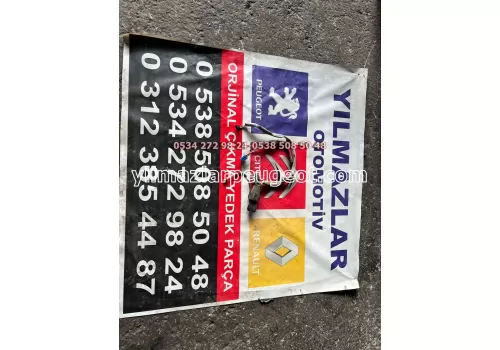 YILMAZLAR
OTOMOTİV
PEUGEOT
CIT
RENAULT
ORJİNAL ÇIKMA YEDEK PARÇA
0 538 508 50 48
0 534 272 98 24
0 312 385 44 87
0534 272 98 24 0538 508 50 48
yilmazlarpeugeot.com